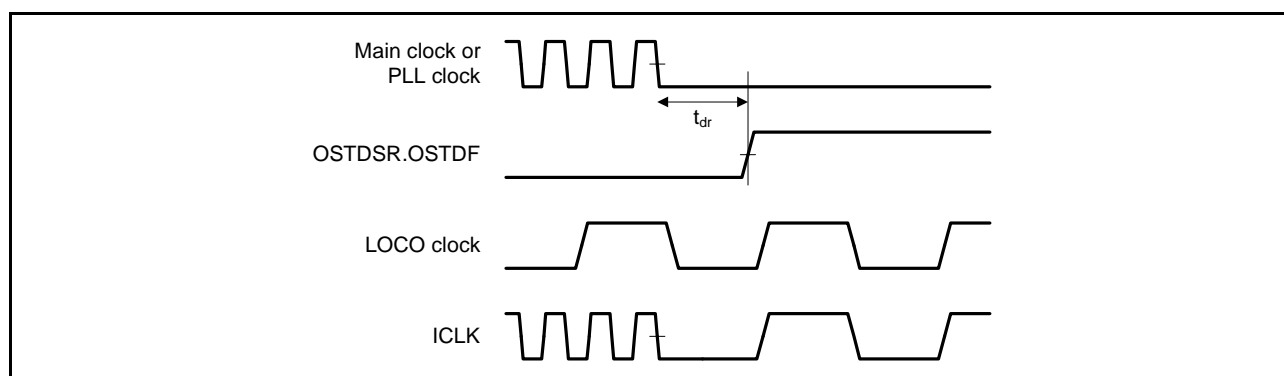 Main clock or
PLL clock
tdr
OSTDSR.OSTDF
LOCO clock
ICLK